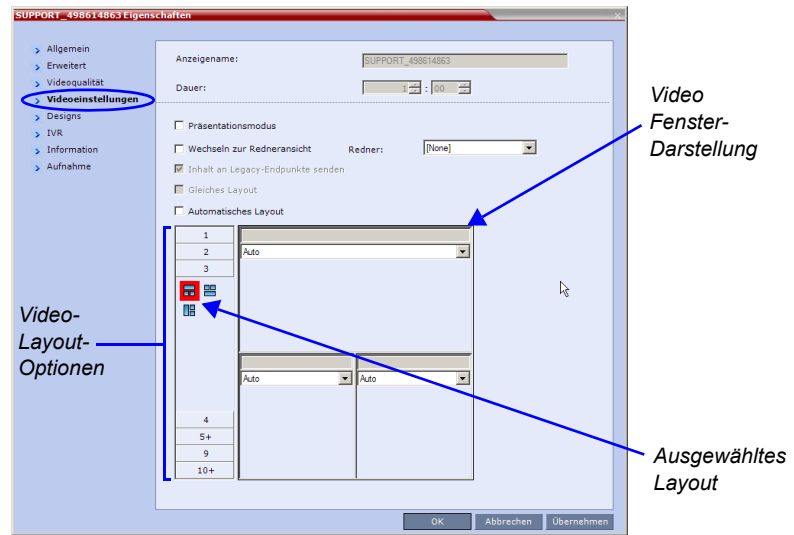 SUPPORT_498614863 Eigenschaften
Allgemein
Erweitert
Videoqualität
Videoeinstellungen
Designs
IVR
Information
Aufnahme
Anzeigename: SUPPORT_498614863
Dauer: 1 : 00
Präsentationsmodus
Wechseln zur Redneransicht Redner: [None]
Inhalt an Legacy-Endpunkte senden
Gleiches Layout
Automatisches Layout
1
2
3
4
5+
9
10+
Auto
Auto Auto
OK Abbrechen Übernehmen
Video
Fenster-
Darstellung
Video-
Layout-
Optionen
Ausgewähltes
Layout